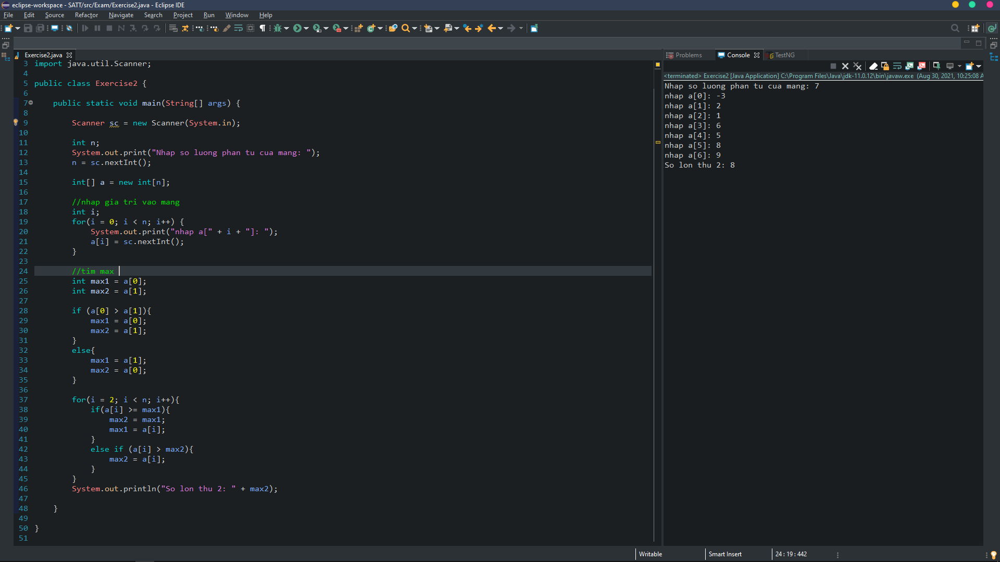 eclipse-workspace - SATT/src/Exam/Exercise2.java - Eclipse IDE
File Edit Source Refactor Navigate Search Project Run Window Help
Exercise2.java
3 import java.util.Scanner;
4
5 public class Exercise2 {
6
7     public static void main(String[] args) {
8
9         Scanner sc = new Scanner(System.in);
10
11         int n;
12         System.out.print("Nhap so luong phan tu cua mang: ");
13         n = sc.nextInt();
14
15         int[] a = new int[n];
16
17         //nhap gia tri vao mang
18         int i;
19         for(i = 0; i < n; i++) {
20             System.out.print("nhap a[" + i + "]: ");
21             a[i] = sc.nextInt();
22         }
23
24         //tim max
25         int max1 = a[0];
26         int max2 = a[1];
27
28         if (a[0] > a[1]){
29             max1 = a[0];
30             max2 = a[1];
31         }
32         else{
33             max1 = a[1];
34             max2 = a[0];
35         }
36
37         for(i = 2; i < n; i++){
38             if(a[i] >= max1){
39                 max2 = max1;
40                 max1 = a[i];
41             }
42             else if (a[i] > max2){
43                 max2 = a[i];
44             }
45         }
46         System.out.println("So lon thu 2: " + max2);
47
48     }
49
50 }
51
Problems Console TestNG
<terminated> Exercise2 [Java Application] C:\Program Files\Java\jdk-11.0.12\bin\javaw.exe (Aug 30, 2021, 10:25:08 A
Nhap so luong phan tu cua mang: 7
nhap a[0]: -3
nhap a[1]: 2
nhap a[2]: 1
nhap a[3]: 6
nhap a[4]: 5
nhap a[5]: 8
nhap a[6]: 9
So lon thu 2: 8
Writable Smart Insert 24 : 19 : 442